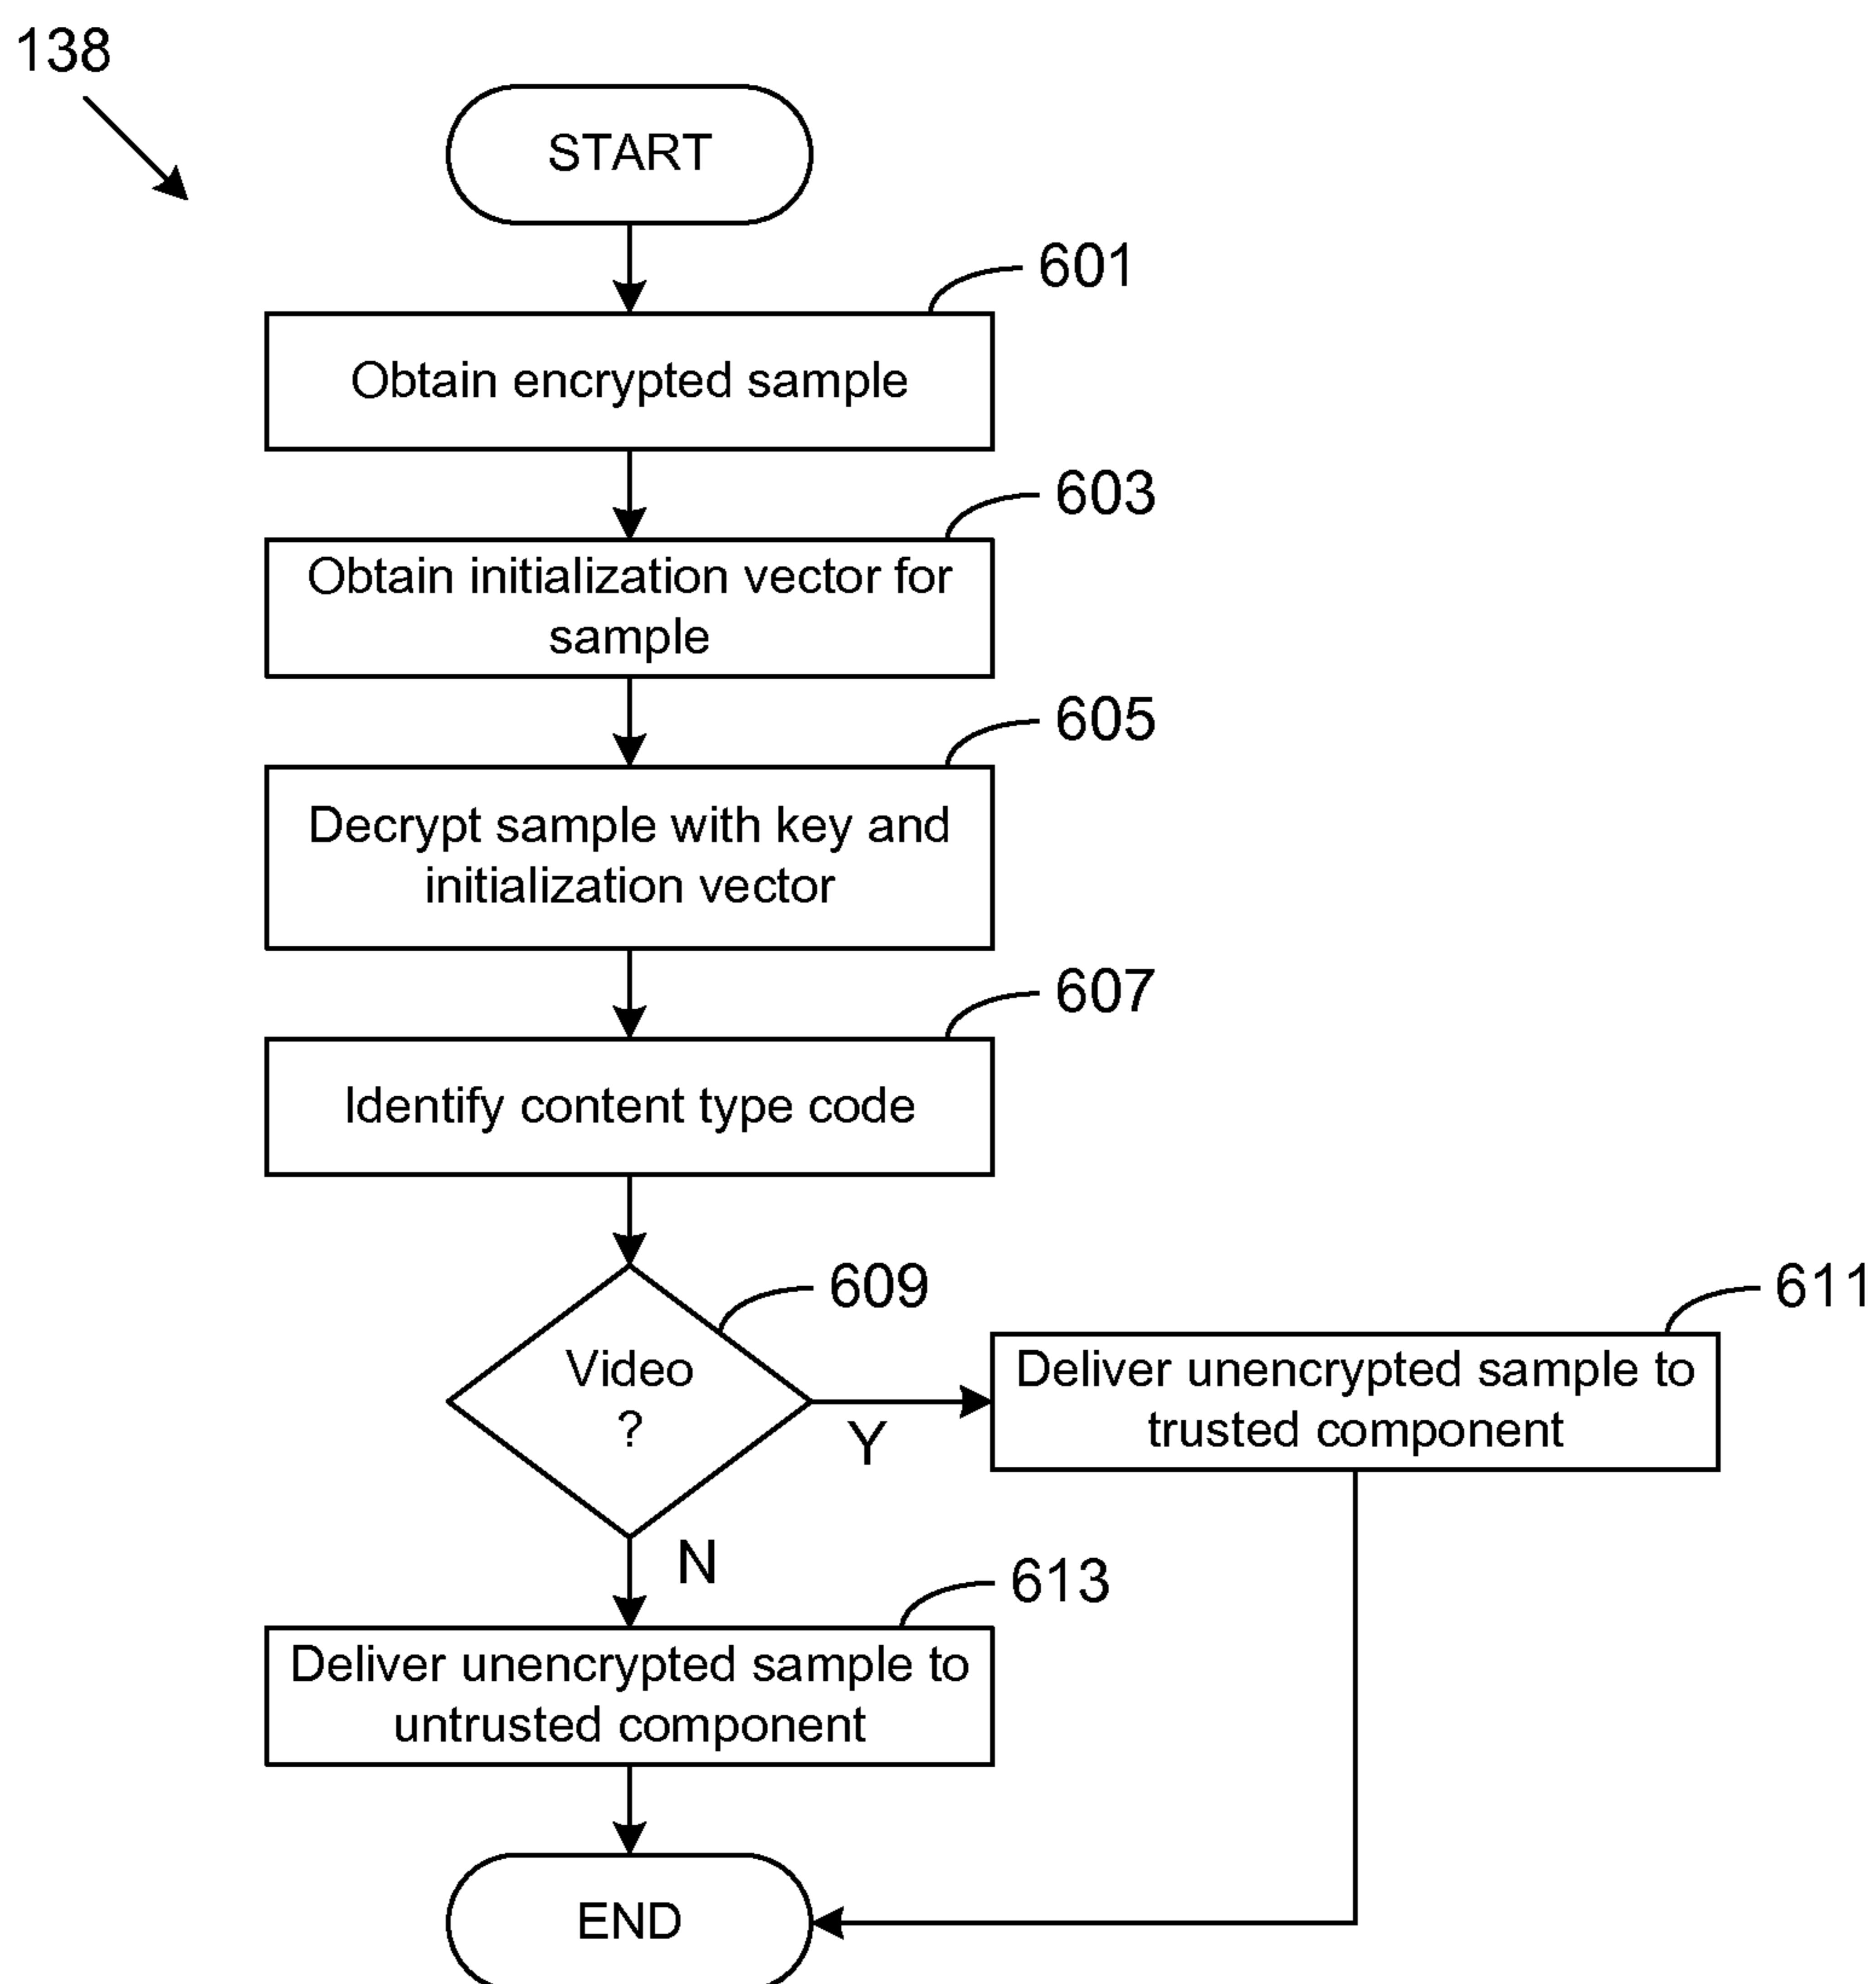 138
START
601
Obtain encrypted sample
603
Obtain initialization vector for
sample
605
Decrypt sample with key and
initialization vector
607
Identify content type code
609
Video
?
Y
611
Deliver unencrypted sample to
trusted component
N
613
Deliver unencrypted sample to
untrusted component
END